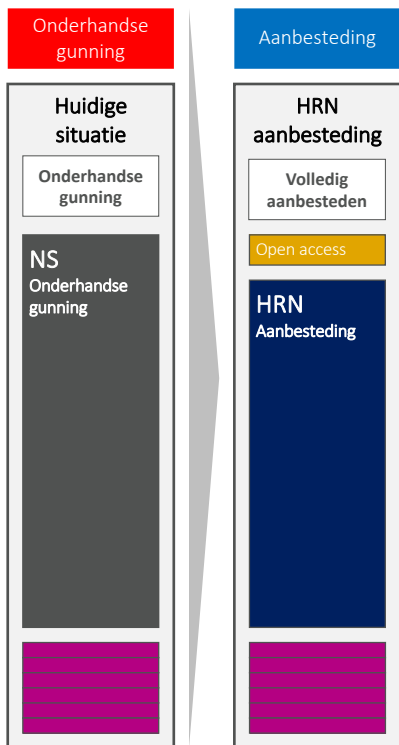 Onderhandse
gunning
Huidige
situatie
Onderhandse
gunning
NS
Onderhandse
gunning
Aanbesteding
HRN
aanbesteding
Volledig
aanbesteden
Open access
HRN
Aanbesteding